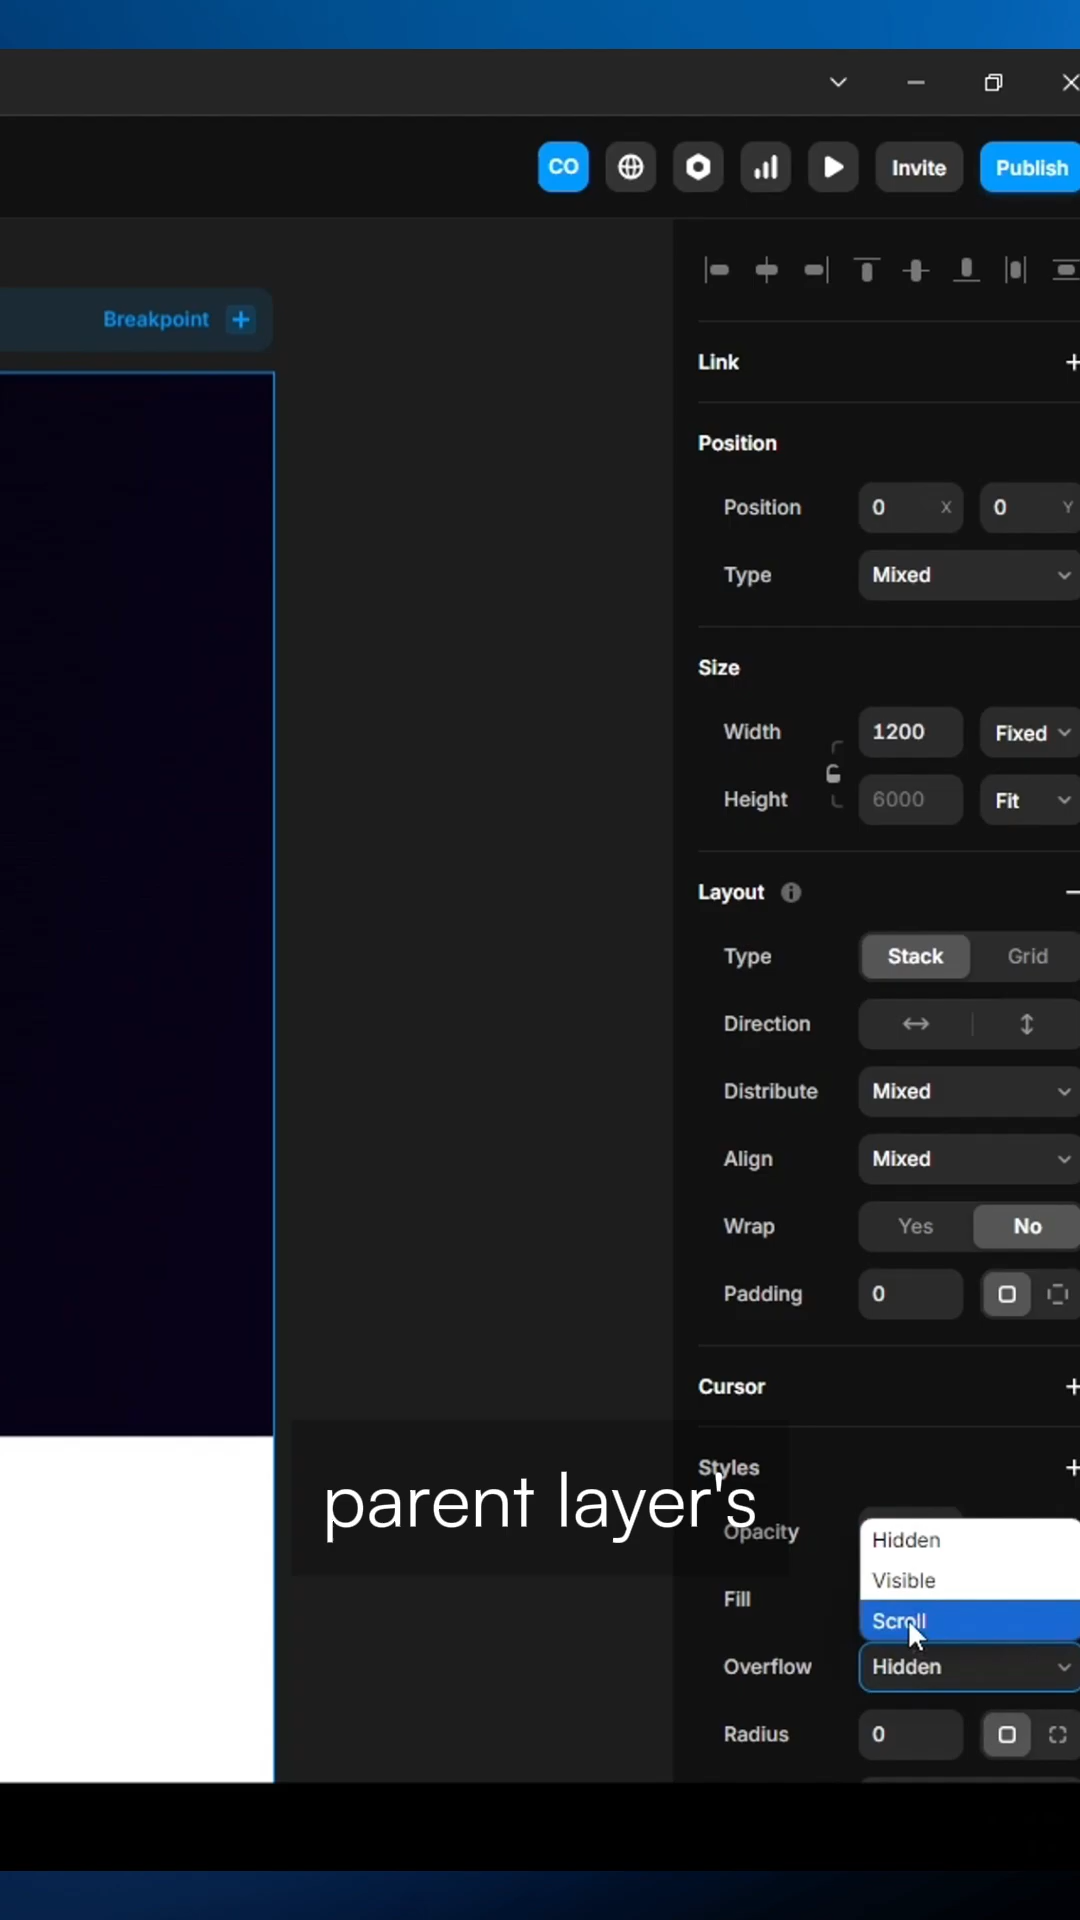 CO
Invite
Publish
Breakpoint +
Link
Position
Position 0 X 0 Y
Type Mixed
Size
Width 1200 Fixed
Height 6000 Fit
Layout
Type Stack Grid
Direction
Distribute Mixed
Align Mixed
Wrap Yes No
Padding 0
Cursor
Styles
parent layer's
Opacity
Hidden
Visible
Fill
Scroll
Overflow Hidden
Radius 0